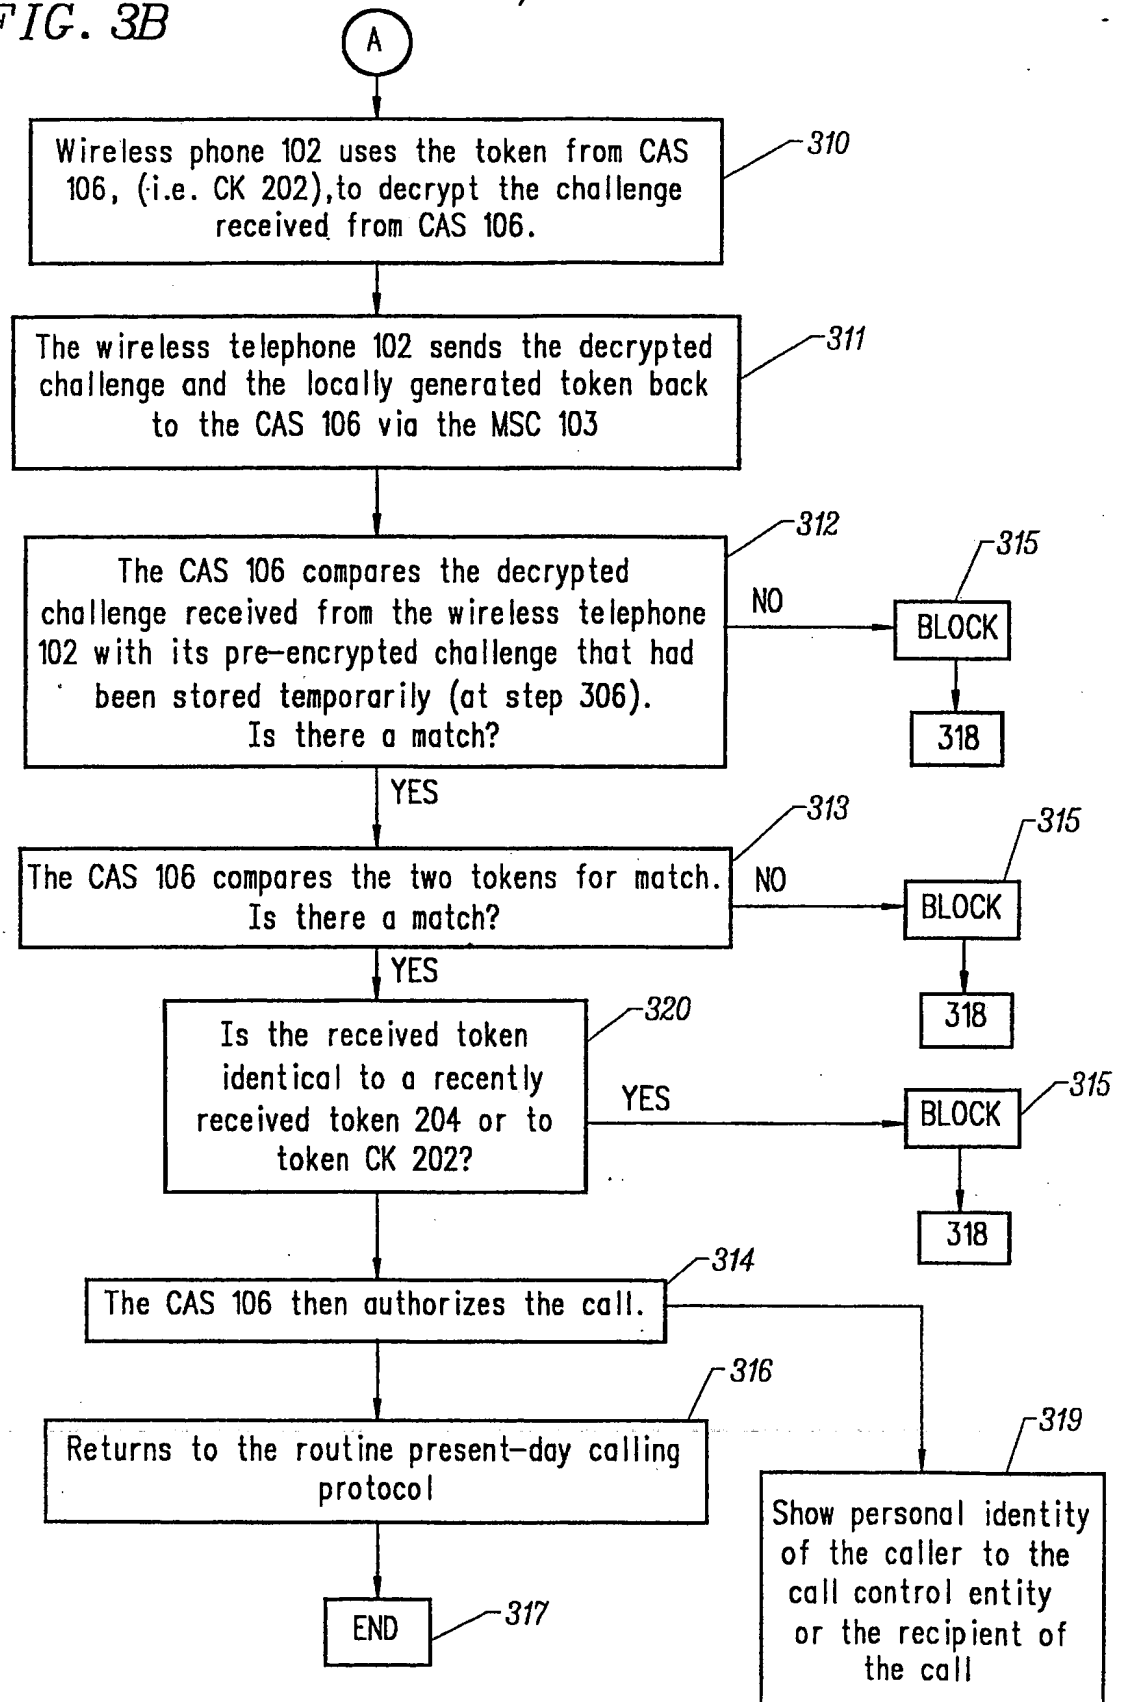 FIG. 3B
A
Wireless phone 102 uses the token from CAS
106, (i.e. CK 202),to decrypt the challenge
received from CAS 106.
310
The wireless telephone 102 sends the decrypted
challenge and the locally generated token back
to the CAS 106 via the MSC 103
311
The CAS 106 compares the decrypted
challenge received from the wireless telephone
102 with its pre-encrypted challenge that had
been stored temporarily (at step 306).
Is there a match?
312
NO
315
BLOCK
318
YES
The CAS 106 compares the two tokens for match.
Is there a match?
313
NO
315
BLOCK
318
YES
Is the received token
identical to a recently
received token 204 or to
token CK 202?
320
YES
315
BLOCK
318
The CAS 106 then authorizes the call.
314
Returns to the routine present-day calling
protocol
316
END
317
319
Show personal identity
of the caller to the
call control entity
or the recipient of
the call